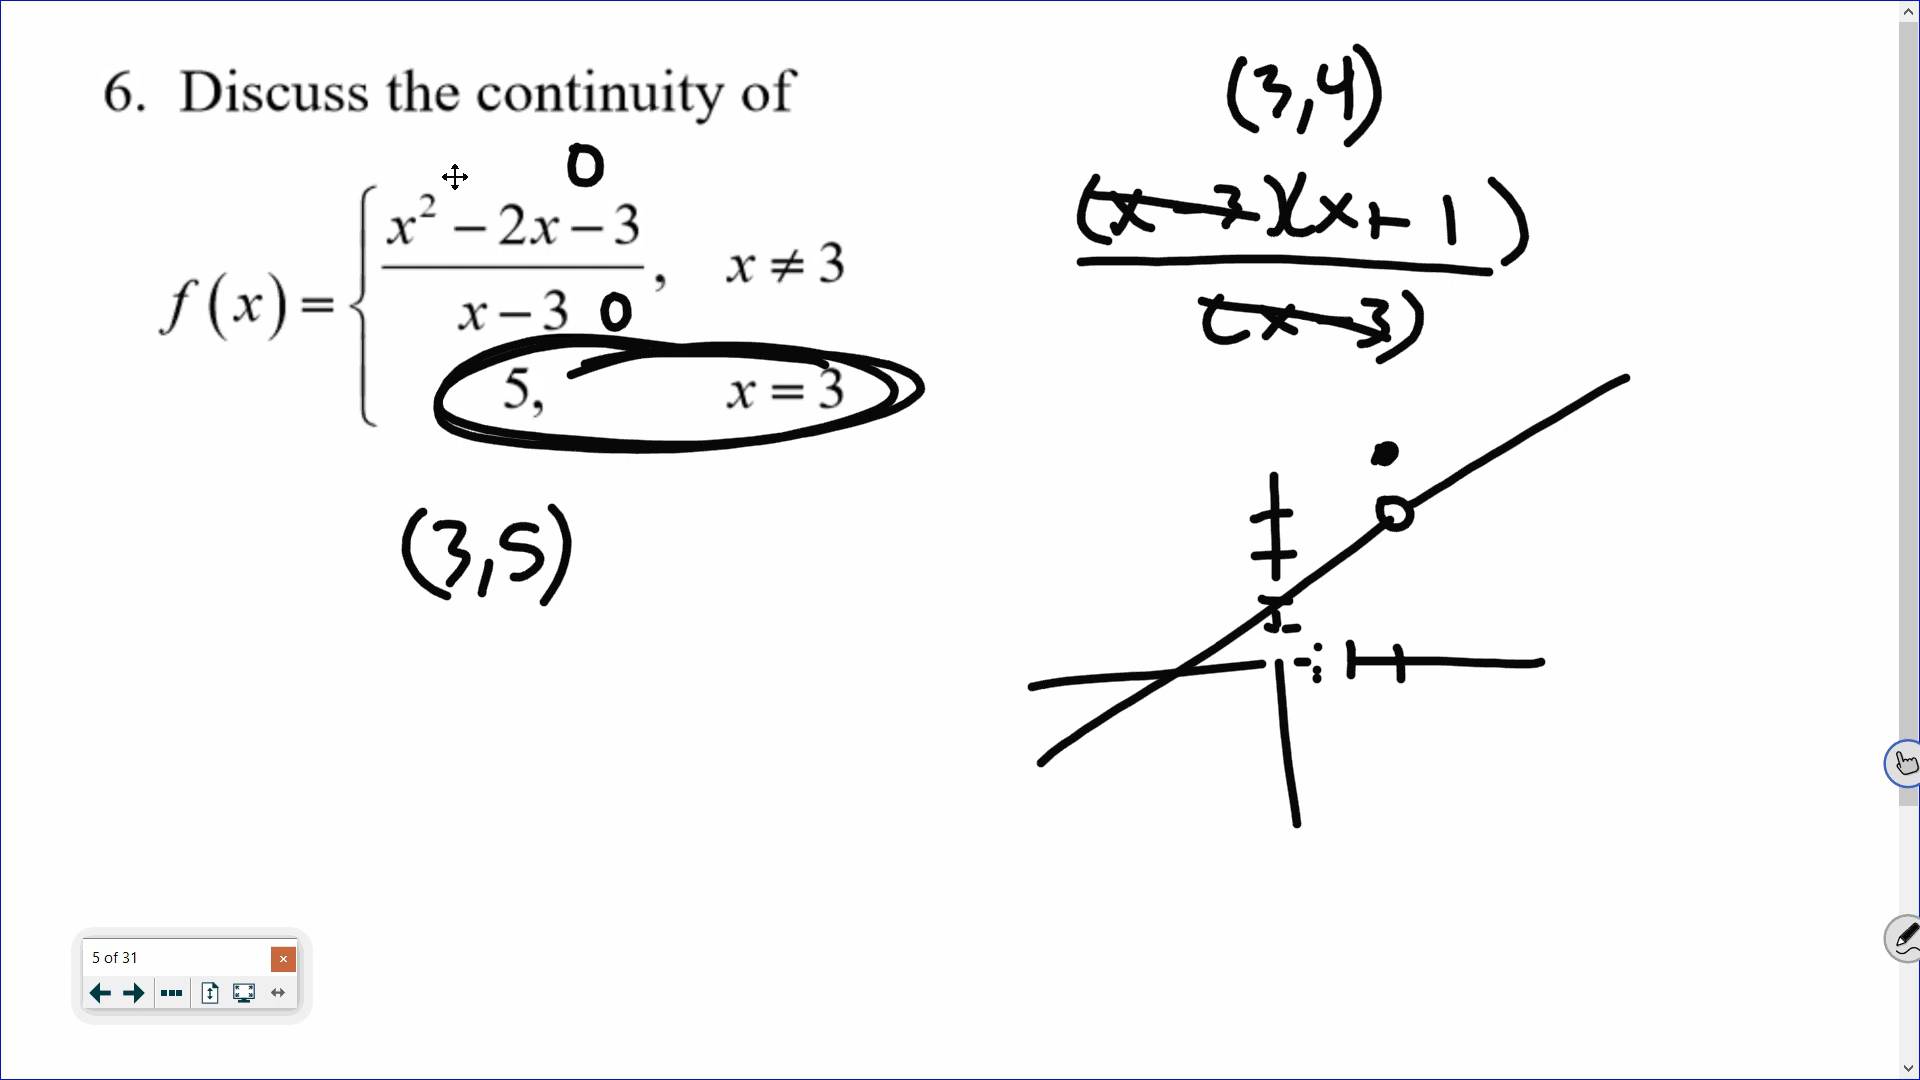 6. Discuss the continuity of
0
x² − 2x − 3
f(x) = { ―――――― , x ≠ 3
x − 3 0
5, x = 3
(3,5)
(3,4)
(x-3)(x+1)
(x-3)
5 of 31